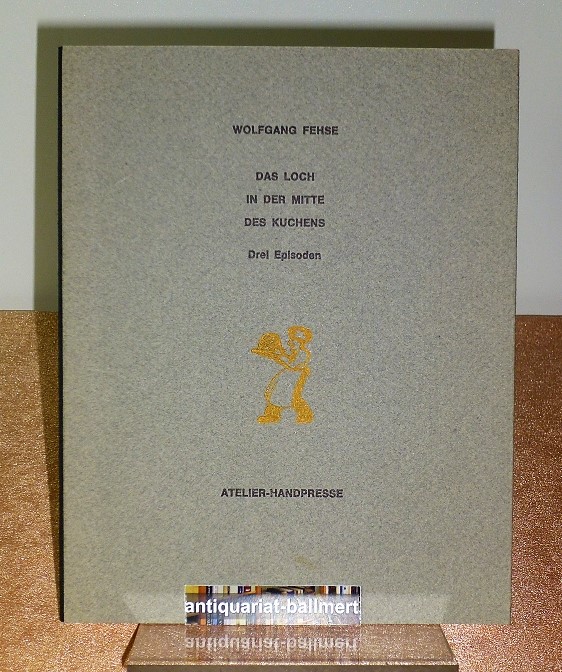 WOLFGANG FEHSE
DAS LOCH
IN DER MITTE
DES KUCHENS
Drei Episoden
ATELIER-HANDPRESSE
antiquariat-ballmert